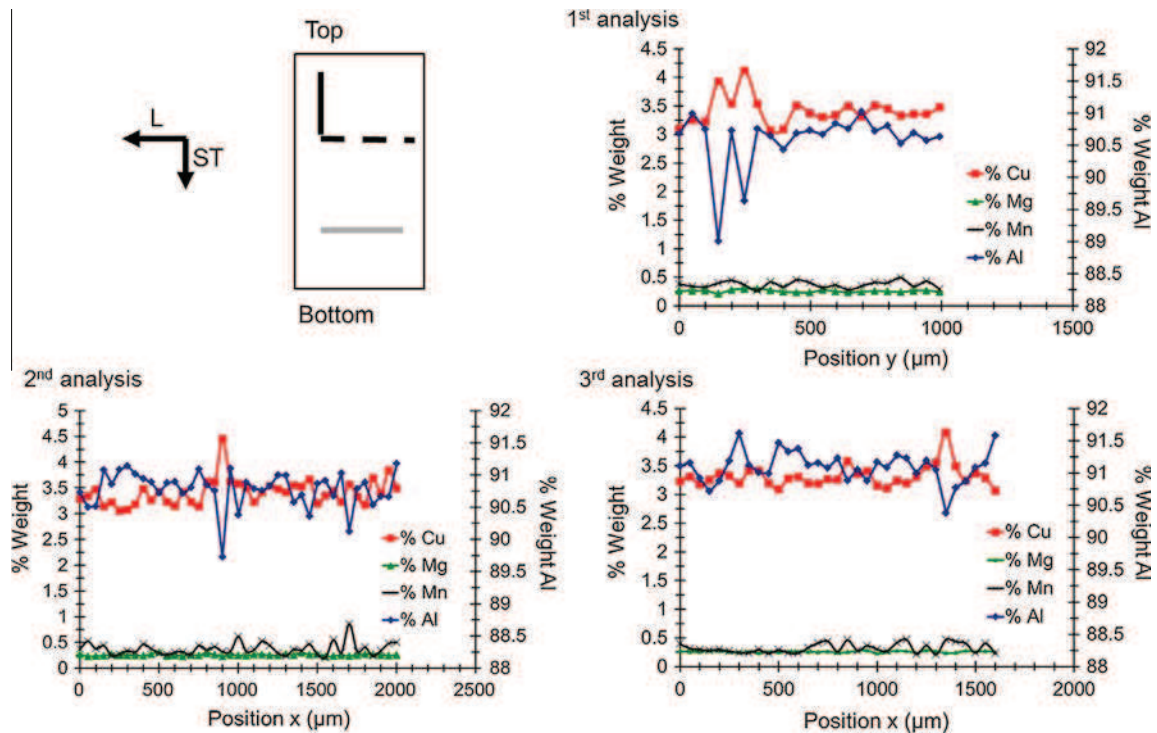 Top
L
ST
Bottom
1st analysis
4.5
4
3.5
3
2.5
2
1.5
1
0.5
0
% Weight
92
91.5
91
90.5
90
89.5
89
88.5
88
% Weight Al
% Cu
% Mg
% Mn
% Al
0
500
1000
1500
Position y (µm)
2nd analysis
5
4.5
4
3.5
3
2.5
2
1.5
1
0.5
0
% Weight
92
91.5
91
90.5
90
89.5
89
88.5
88
% Weight Al
% Cu
% Mg
% Mn
% Al
0
500
1000
1500
2000
2500
Position x (µm)
3rd analysis
4.5
4
3.5
3
2.5
2
1.5
1
0.5
0
% Weight
92
91.5
91
90.5
90
89.5
89
88.5
88
% Weight Al
% Cu
% Mg
% Mn
% Al
0
500
1000
1500
2000
Position x (µm)